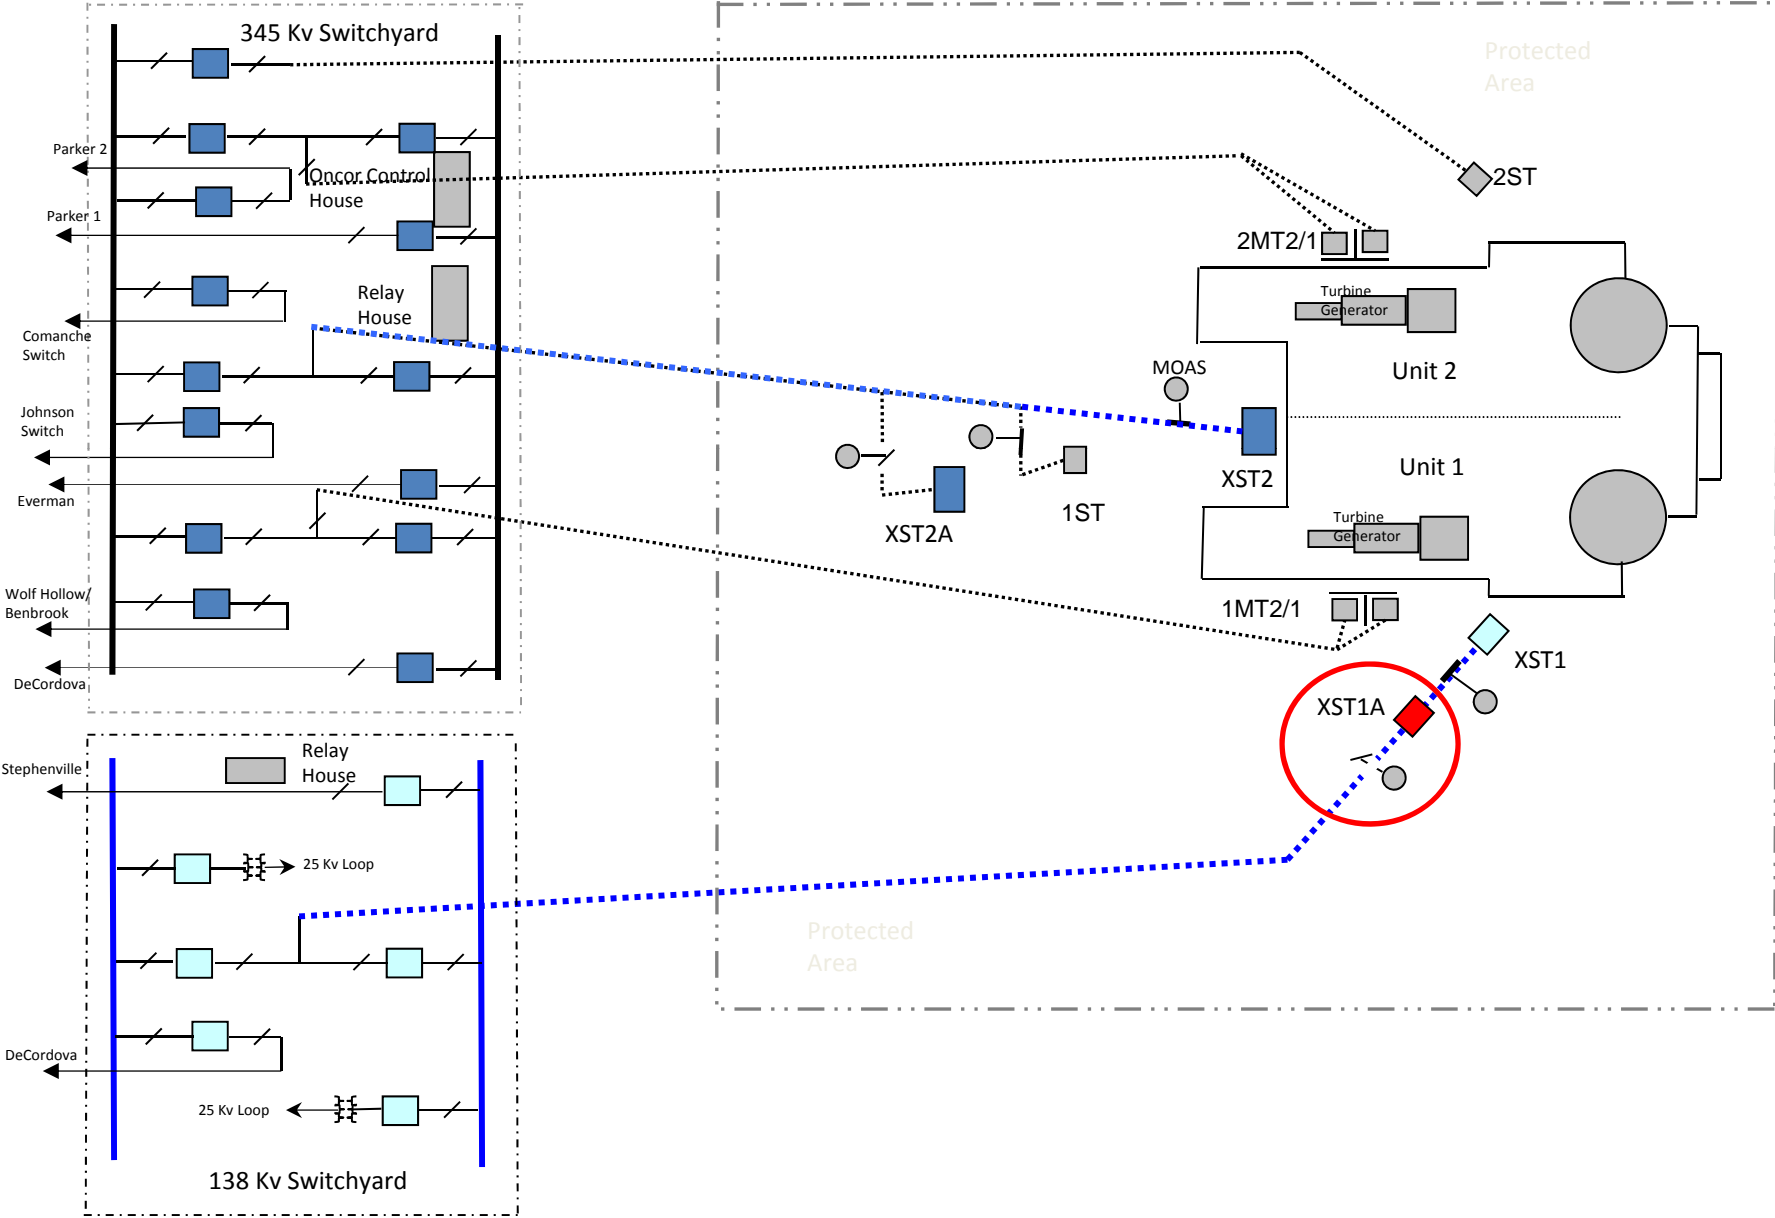 345 Kv Switchyard
Protected
Area
Parker 2
Oncor Control
House
2ST
Parker 1
2MT2/1
Relay
House
Turbine
Generator
Comanche
Switch
MOAS
Unit 2
Johnson
Switch
Unit 1
XST2
Everman
1ST
XST2A
Turbine
Generator
Wolf Hollow/
Benbrook
1MT2/1
XST1
DeCordova
XST1A
Relay
House
Stephenville
25 Kv Loop
Protected
Area
DeCordova
25 Kv Loop
138 Kv Switchyard